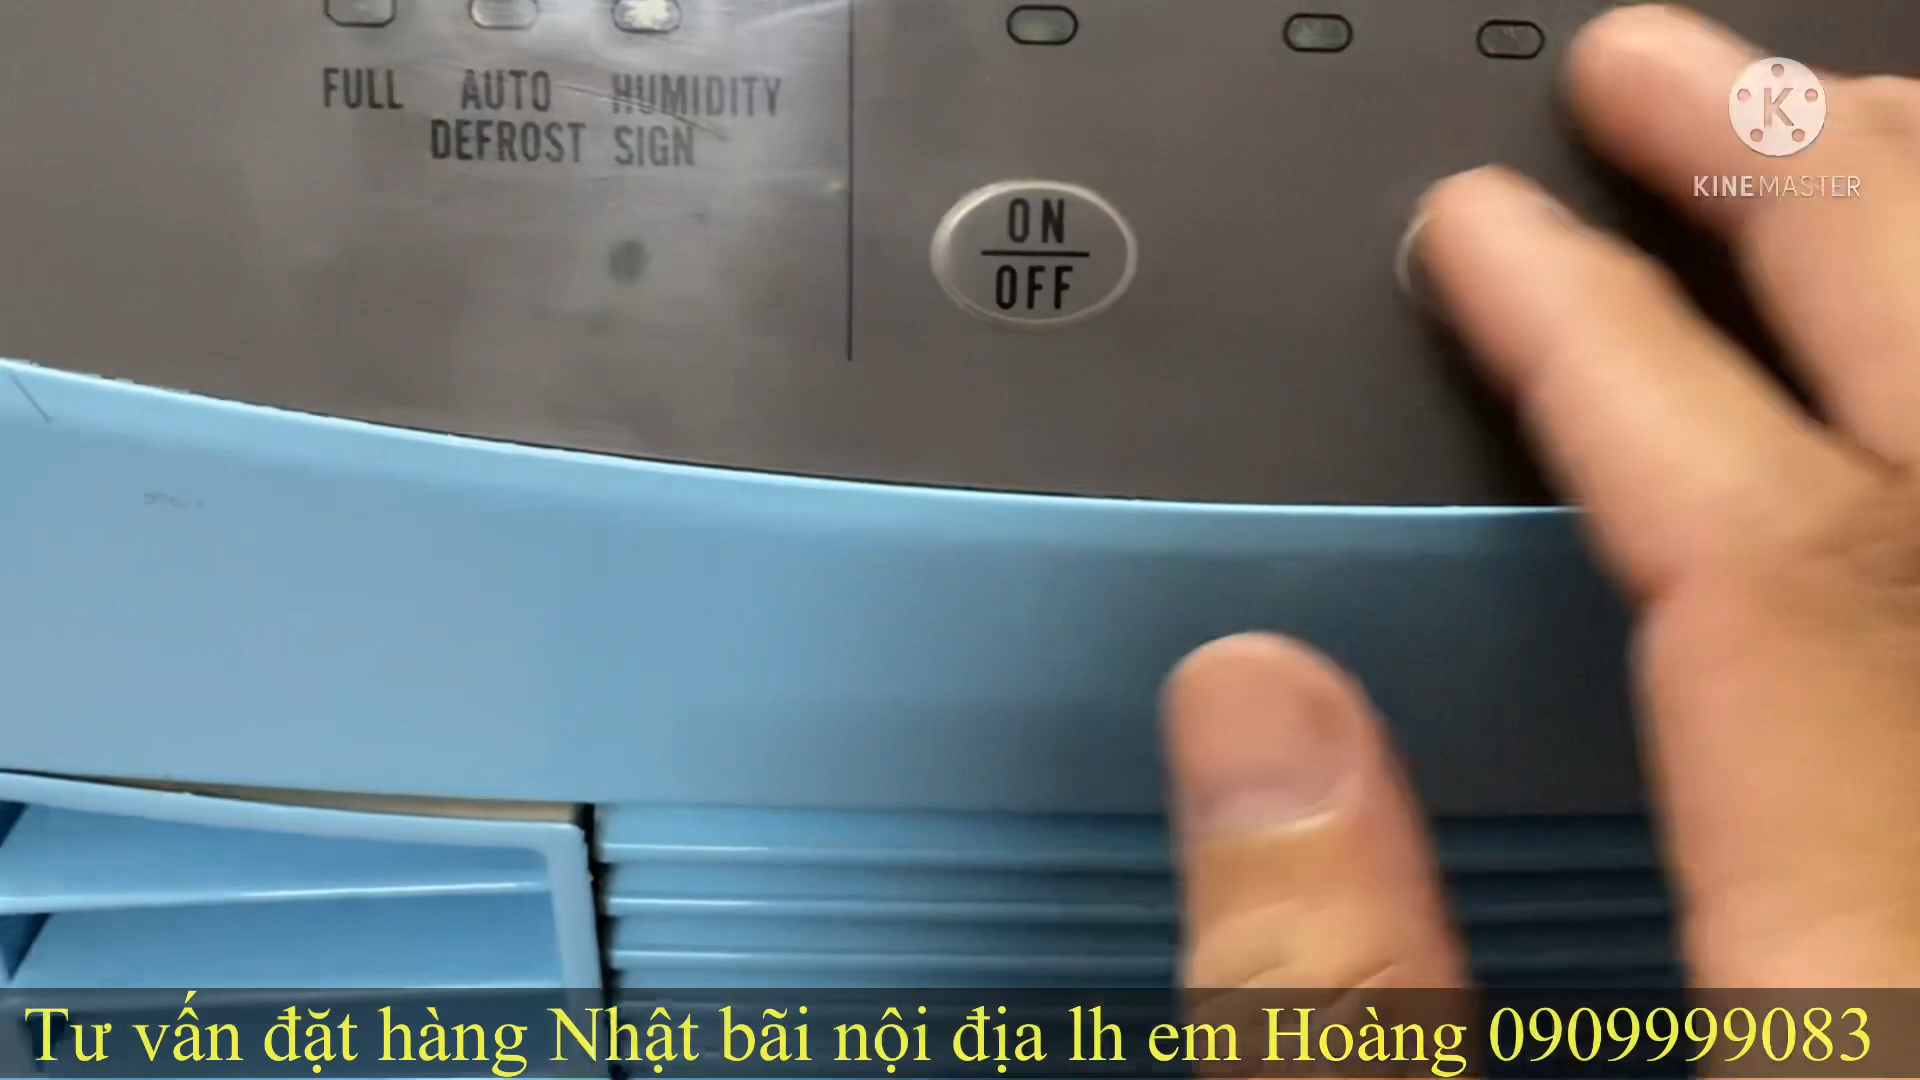 FULL
AUTO
DEFROST
HUMIDITY
SIGN
ON
OFF
K
KINEMASTER
Tư vấn đặt hàng Nhật bãi nội địa lh em Hoàng 0909999083